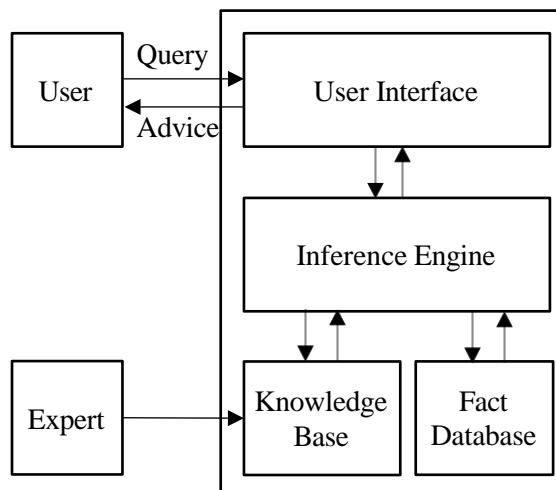 Query
User
User Interface
Advice
Inference Engine
Expert
Knowledge
Base
Fact
Database